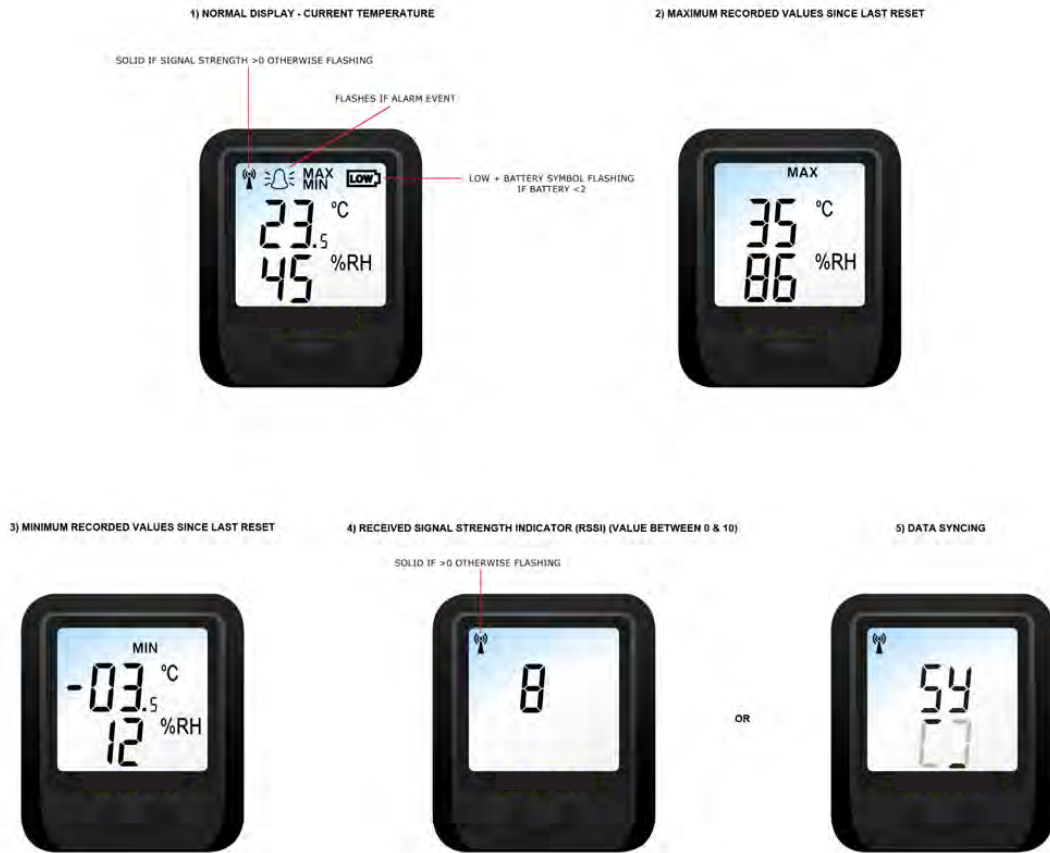 1) NORMAL DISPLAY - CURRENT TEMPERATURE
2) MAXIMUM RECORDED VALUES SINCE LAST RESET
SOLID IF SIGNAL STRENGTH >0 OTHERWISE FLASHING
FLASHES IF ALARM EVENT
MAX
MIN
LOW
LOW + BATTERY SYMBOL FLASHING
IF BATTERY <2
23.5 °C
45 %RH
MAX
35 °C
86 %RH
3) MINIMUM RECORDED VALUES SINCE LAST RESET
4) RECEIVED SIGNAL STRENGTH INDICATOR (RSSI) (VALUE BETWEEN 0 & 10)
5) DATA SYNCING
SOLID IF >0 OTHERWISE FLASHING
MIN
-03.5 °C
12 %RH
8
OR
SY